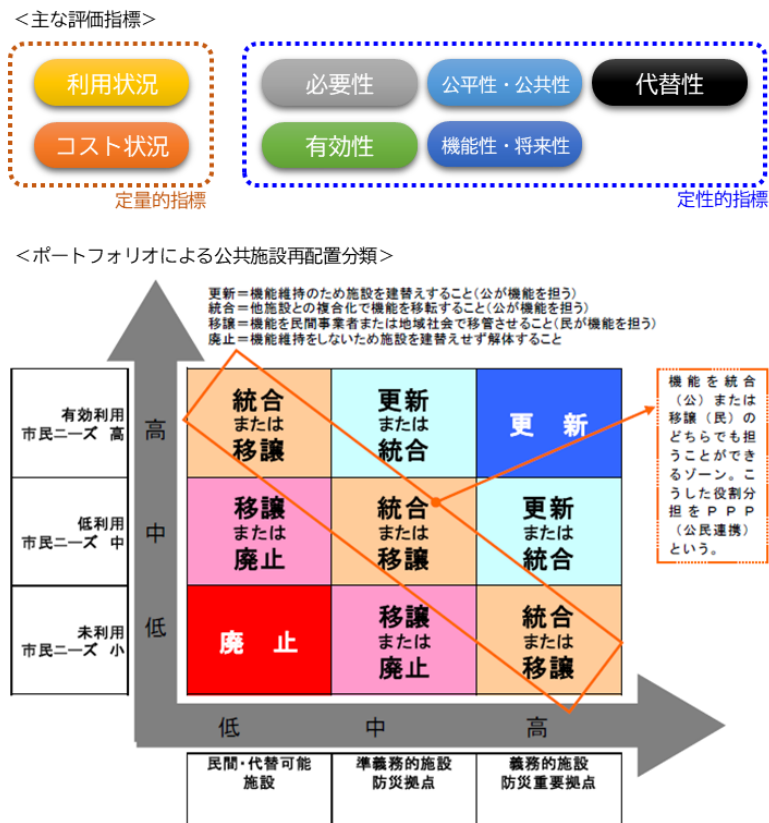 ＜主な評価指標＞
利用状況
コスト状況
定量的指標
必要性
公平性・公共性
代替性
有効性
機能性・将来性
定性的指標
＜ポートフォリオによる公共施設再配置分類＞
更新＝機能維持のため施設を建替えすること(公が機能を担う)
統合＝他施設との複合化で機能を移転すること(公が機能を担う)
移譲＝機能を民間事業者または地域社会で移管させること(民が機能を担う)
廃止＝機能維持をしないため施設を建替えせず解体すること
有効利用
市民ニーズ 高
高
統合
または
移譲
更新
または
統合
更 新
低利用
市民ニーズ 中
中
移譲
または
廃止
統合
または
移譲
更新
または
統合
未利用
市民ニーズ 小
低
廃 止
移譲
または
廃止
統合
または
移譲
機能を統合
（公）または
移譲（民）の
どちらでも担
うことができ
るゾーン。こ
うした役割分
担をＰＰＰ
（公民連携）
という。
低
中
高
民間・代替可能
施設
準義務的施設
防災拠点
義務的施設
防災重要拠点